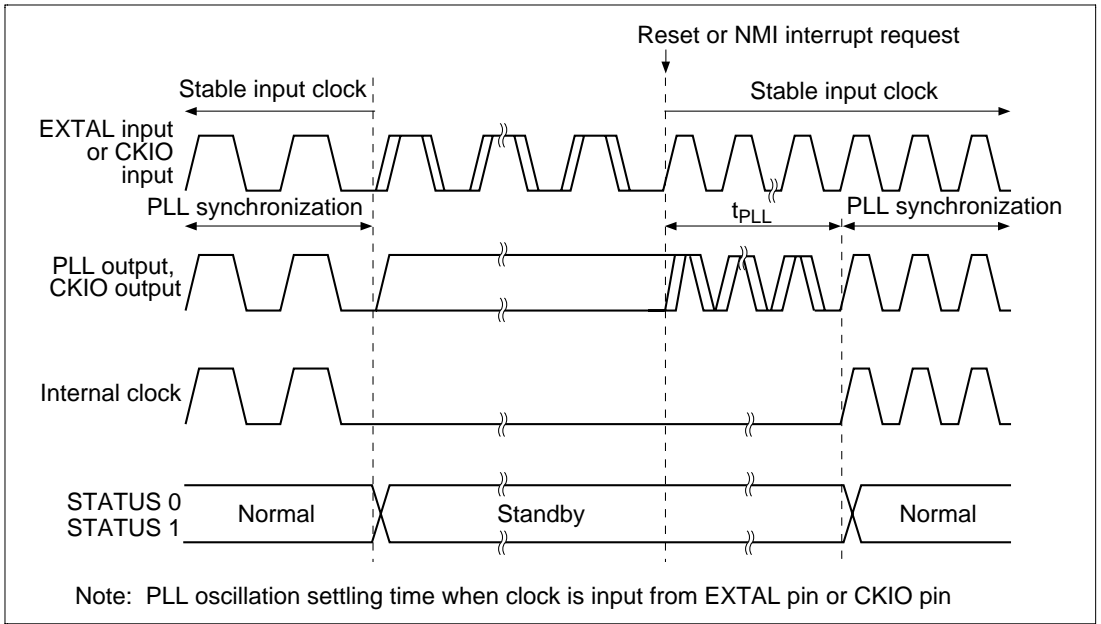 Reset or NMI interrupt request
Stable input clock
Stable input clock
EXTAL input
or CKIO
input
PLL synchronization
tPLL
PLL synchronization
PLL output,
CKIO output
Internal clock
STATUS 0
STATUS 1
Normal
Standby
Normal
Note: PLL oscillation settling time when clock is input from EXTAL pin or CKIO pin